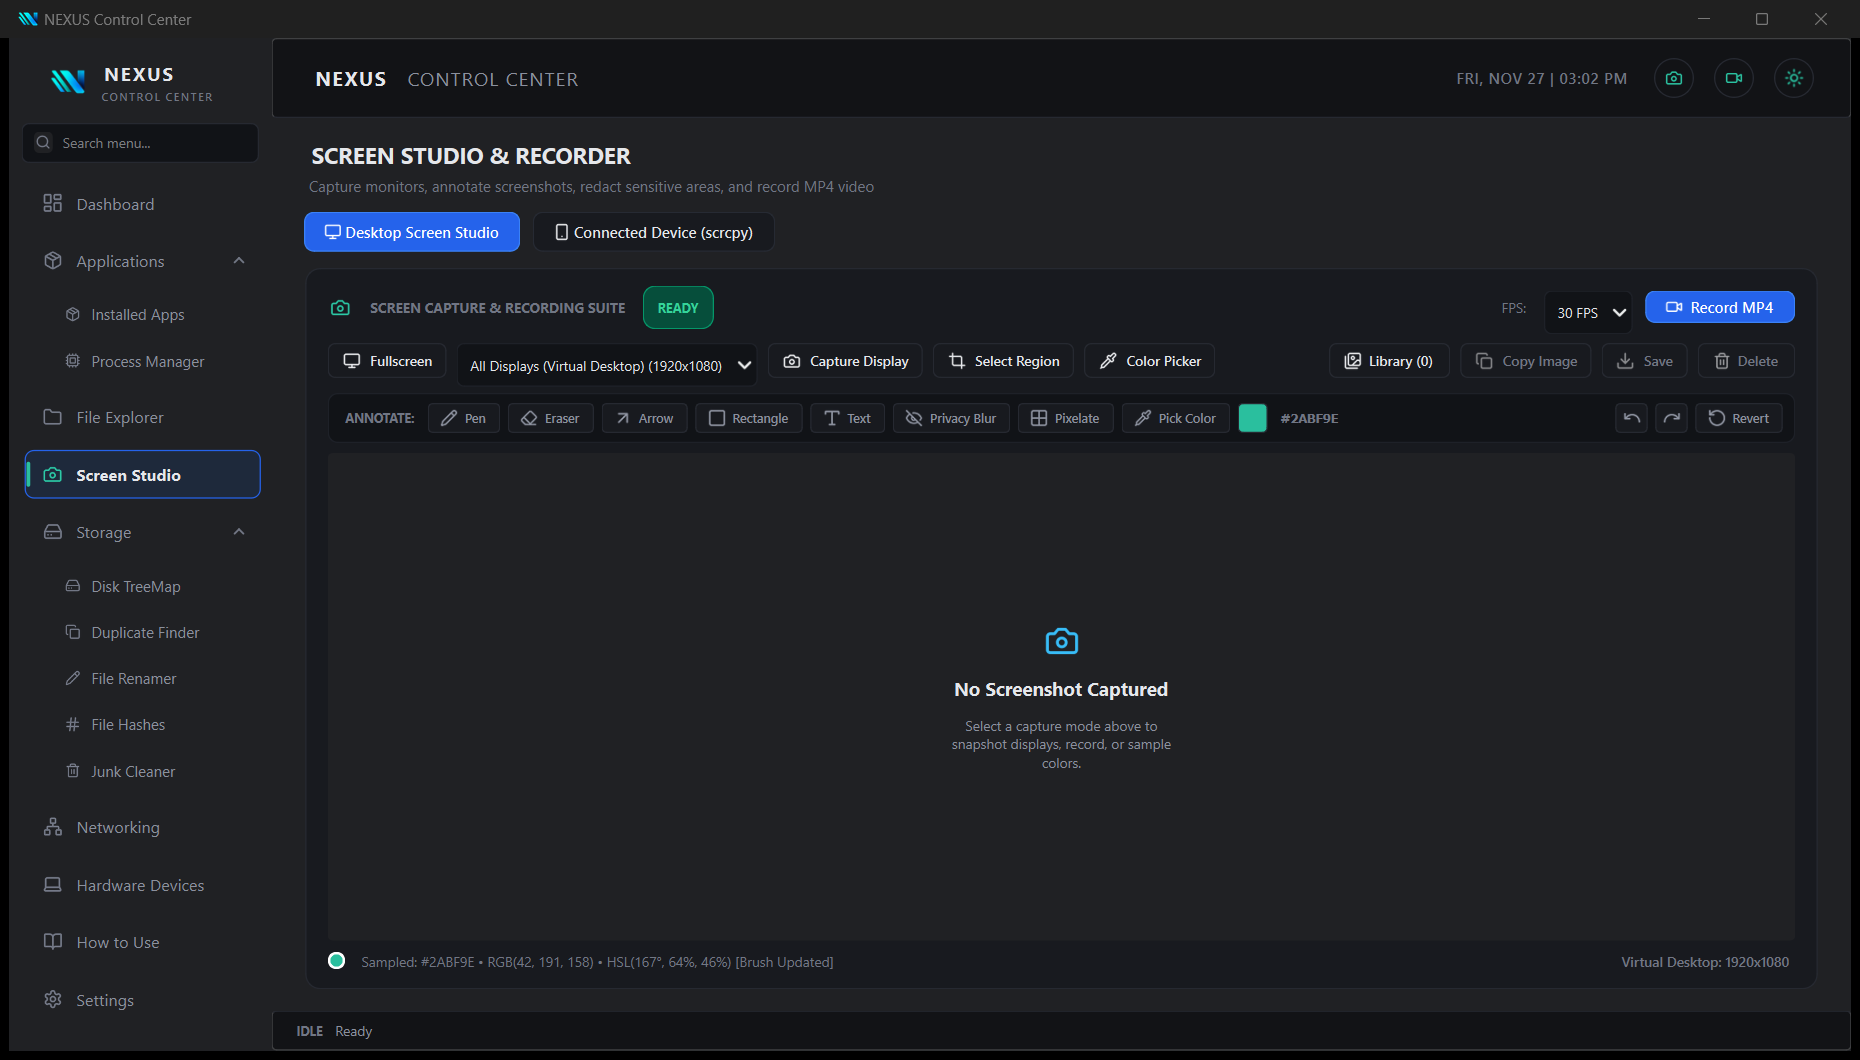 NEXUS Control Center
NEXUS
CONTROL CENTER
Search menu...
Dashboard
Applications
Installed Apps
Process Manager
File Explorer
Screen Studio
Storage
Disk TreeMap
Duplicate Finder
File Renamer
File Hashes
Junk Cleaner
Networking
Hardware Devices
How to Use
Settings
NEXUS CONTROL CENTER
FRI, NOV 27 | 03:02 PM
SCREEN STUDIO & RECORDER
Capture monitors, annotate screenshots, redact sensitive areas, and record MP4 video
Desktop Screen Studio
Connected Device (scrcpy)
SCREEN CAPTURE & RECORDING SUITE
READY
FPS:
30 FPS
Record MP4
Fullscreen
All Displays (Virtual Desktop) (1920x1080)
Capture Display
Select Region
Color Picker
Library (0)
Copy Image
Save
Delete
ANNOTATE:
Pen
Eraser
Arrow
Rectangle
Text
Privacy Blur
Pixelate
Pick Color
#2ABF9E
Revert
No Screenshot Captured
Select a capture mode above to
snapshot displays, record, or sample
colors.
Sampled: #2ABF9E • RGB(42, 191, 158) • HSL(167°, 64%, 46%) [Brush Updated]
Virtual Desktop: 1920x1080
IDLE Ready